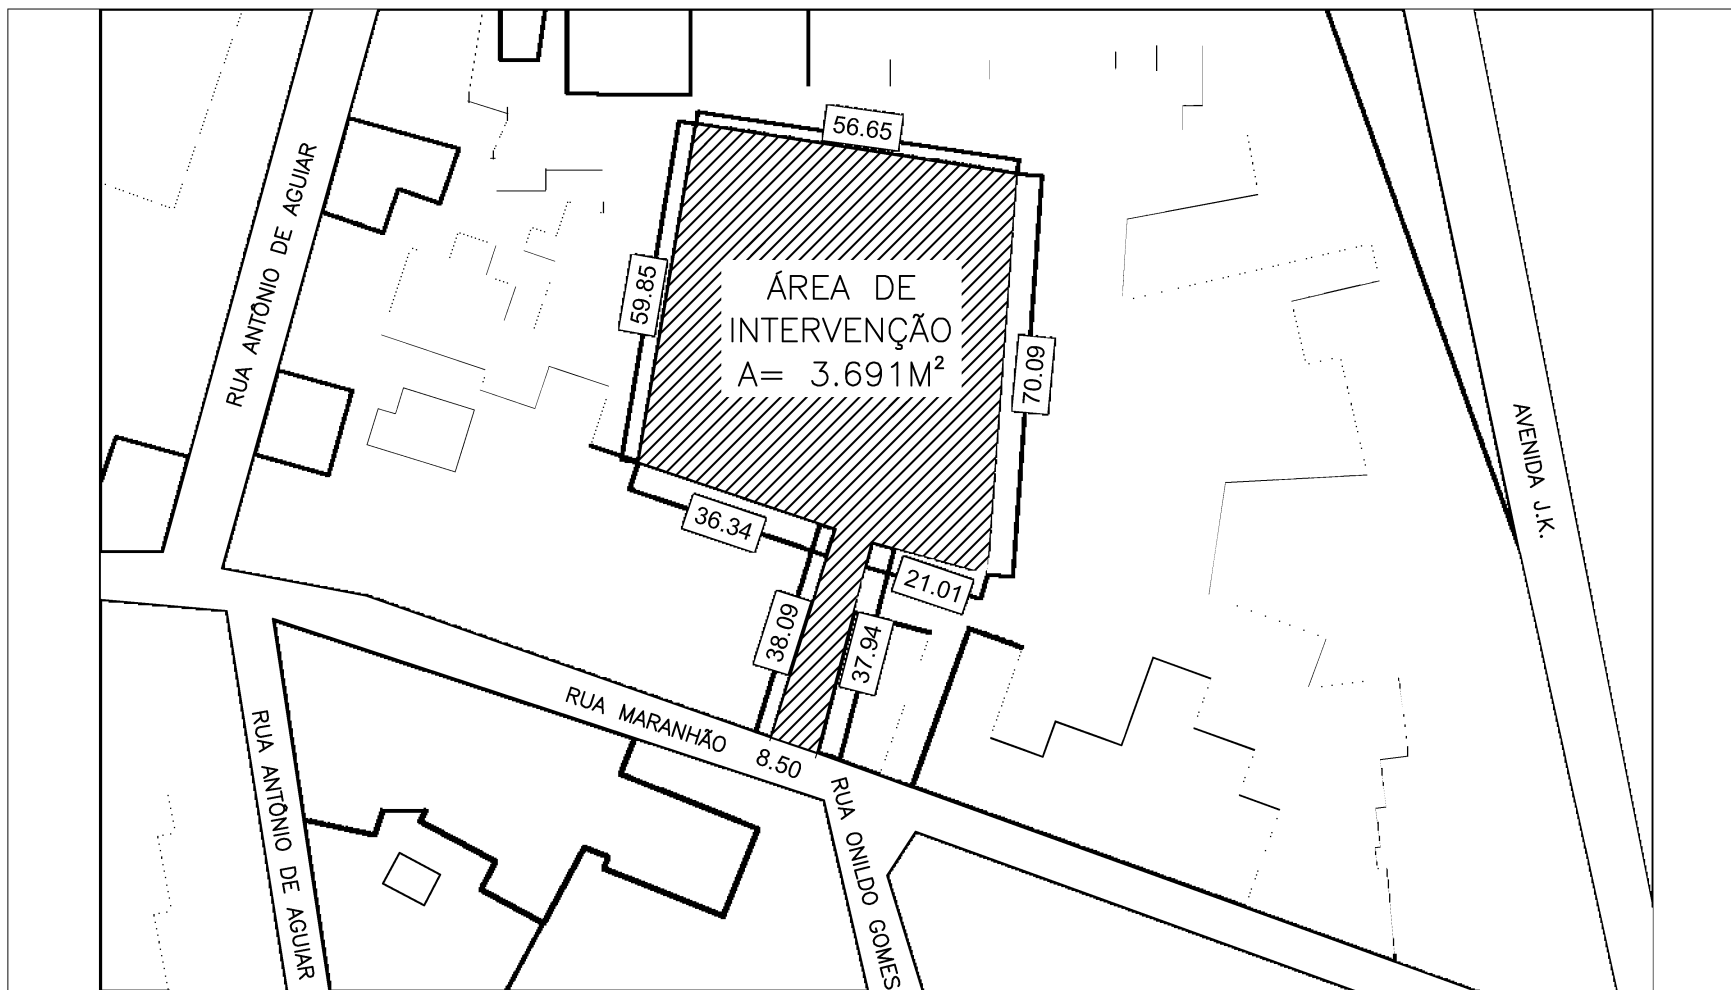 56.65
RUA ANTÔNIO DE AGUIAR
59.85
ÁREA DE
INTERVENÇÃO
A= 3.691M²
70.09
AVENIDA J.K.
36.34
21.01
38.09
37.94
RUA MARANHÃO
8.50
RUA ANTÔNIO DE AGUIAR
RUA ONILDO GOMES